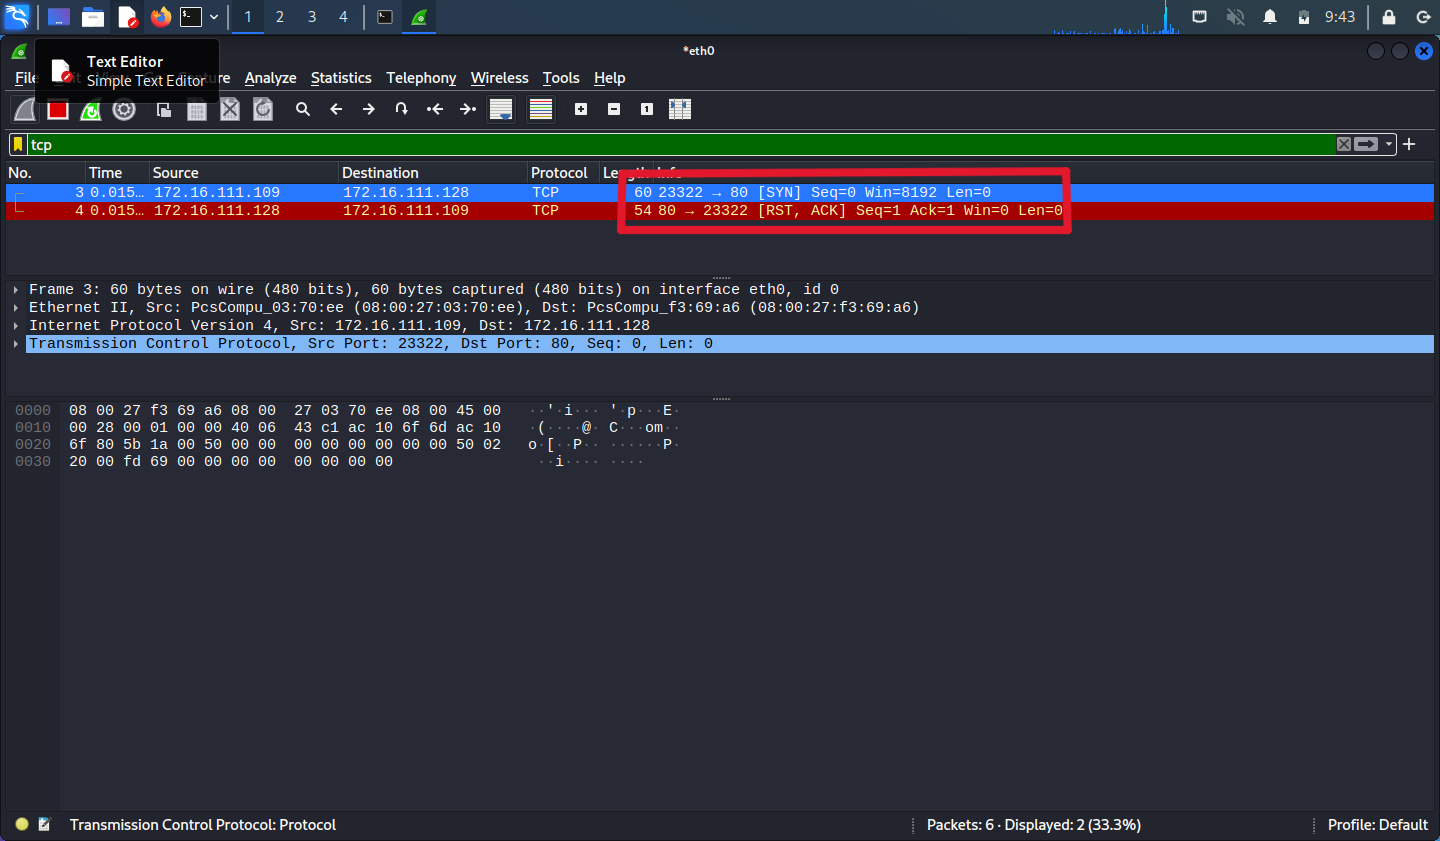 1 2 3 4 9:43
*eth0
Text Editor
Simple Text Editor
File Analyze Statistics Telephony Wireless Tools Help
tcp
No. Time Source Destination Protocol Length Info
3 0.015… 172.16.111.109 172.16.111.128 TCP 60 23322 → 80 [SYN] Seq=0 Win=8192 Len=0
4 0.015… 172.16.111.128 172.16.111.109 TCP 54 80 → 23322 [RST, ACK] Seq=1 Ack=1 Win=0 Len=0
Frame 3: 60 bytes on wire (480 bits), 60 bytes captured (480 bits) on interface eth0, id 0
Ethernet II, Src: PcsCompu_03:70:ee (08:00:27:03:70:ee), Dst: PcsCompu_f3:69:a6 (08:00:27:f3:69:a6)
Internet Protocol Version 4, Src: 172.16.111.109, Dst: 172.16.111.128
Transmission Control Protocol, Src Port: 23322, Dst Port: 80, Seq: 0, Len: 0
0000 08 00 27 f3 69 a6 08 00 27 03 70 ee 08 00 45 00 ··'·i··· '·p···E·
0010 00 28 00 01 00 00 40 06 43 c1 ac 10 6f 6d ac 10 ·(····@· C···om··
0020 6f 80 5b 1a 00 50 00 00 00 00 00 00 00 00 50 02 o·[··P·· ······P·
0030 20 00 fd 69 00 00 00 00 00 00 00 00 ··i···· ····
Transmission Control Protocol: Protocol Packets: 6 · Displayed: 2 (33.3%) Profile: Default